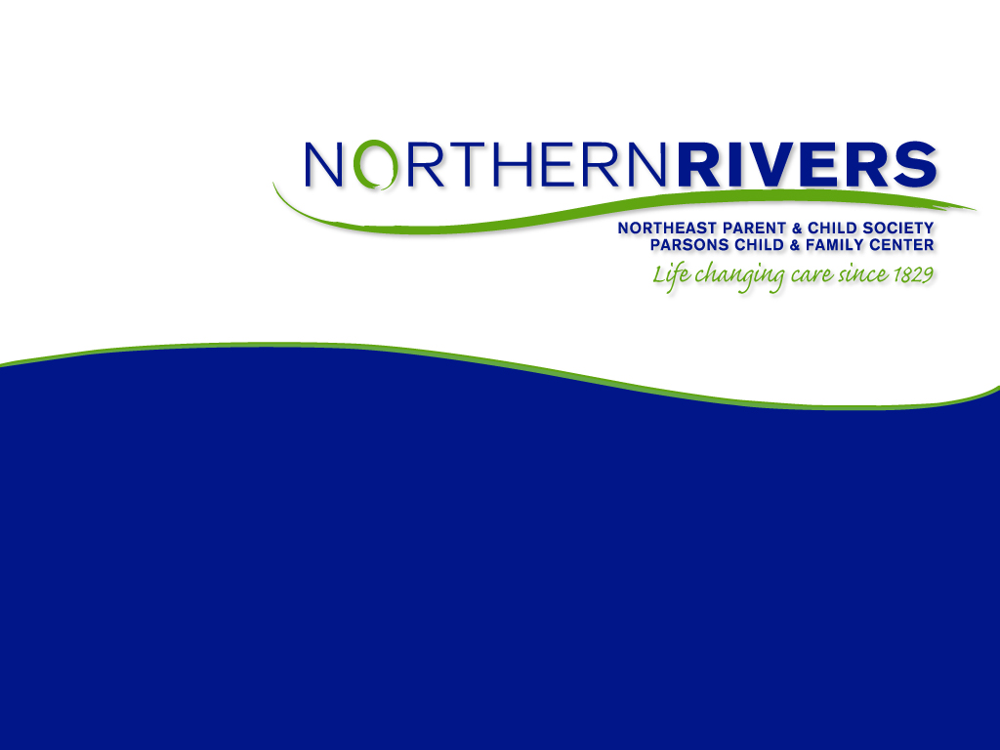 NORTHERNRIVERS
NORTHEAST PARENT & CHILD SOCIETY
PARSONS CHILD & FAMILY CENTER
Life changing care since 1829